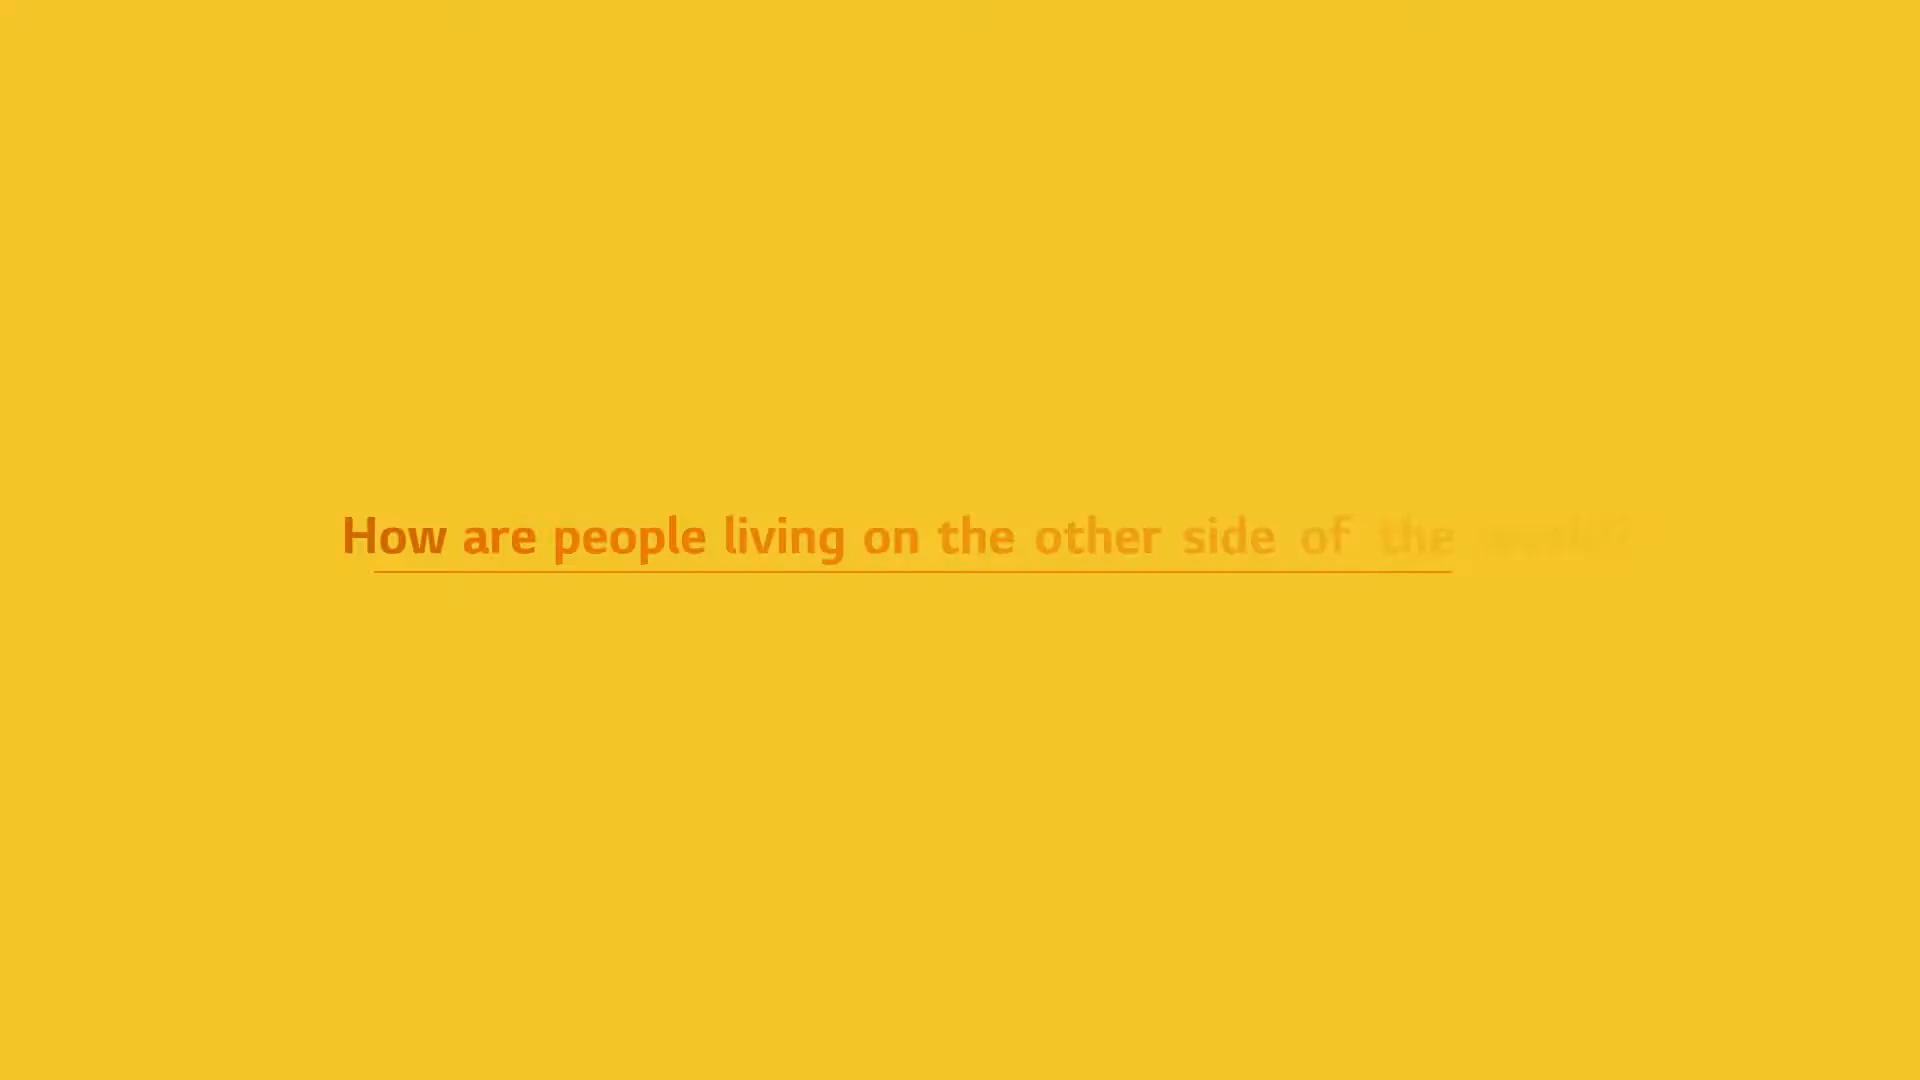 How are people living on the other side of the